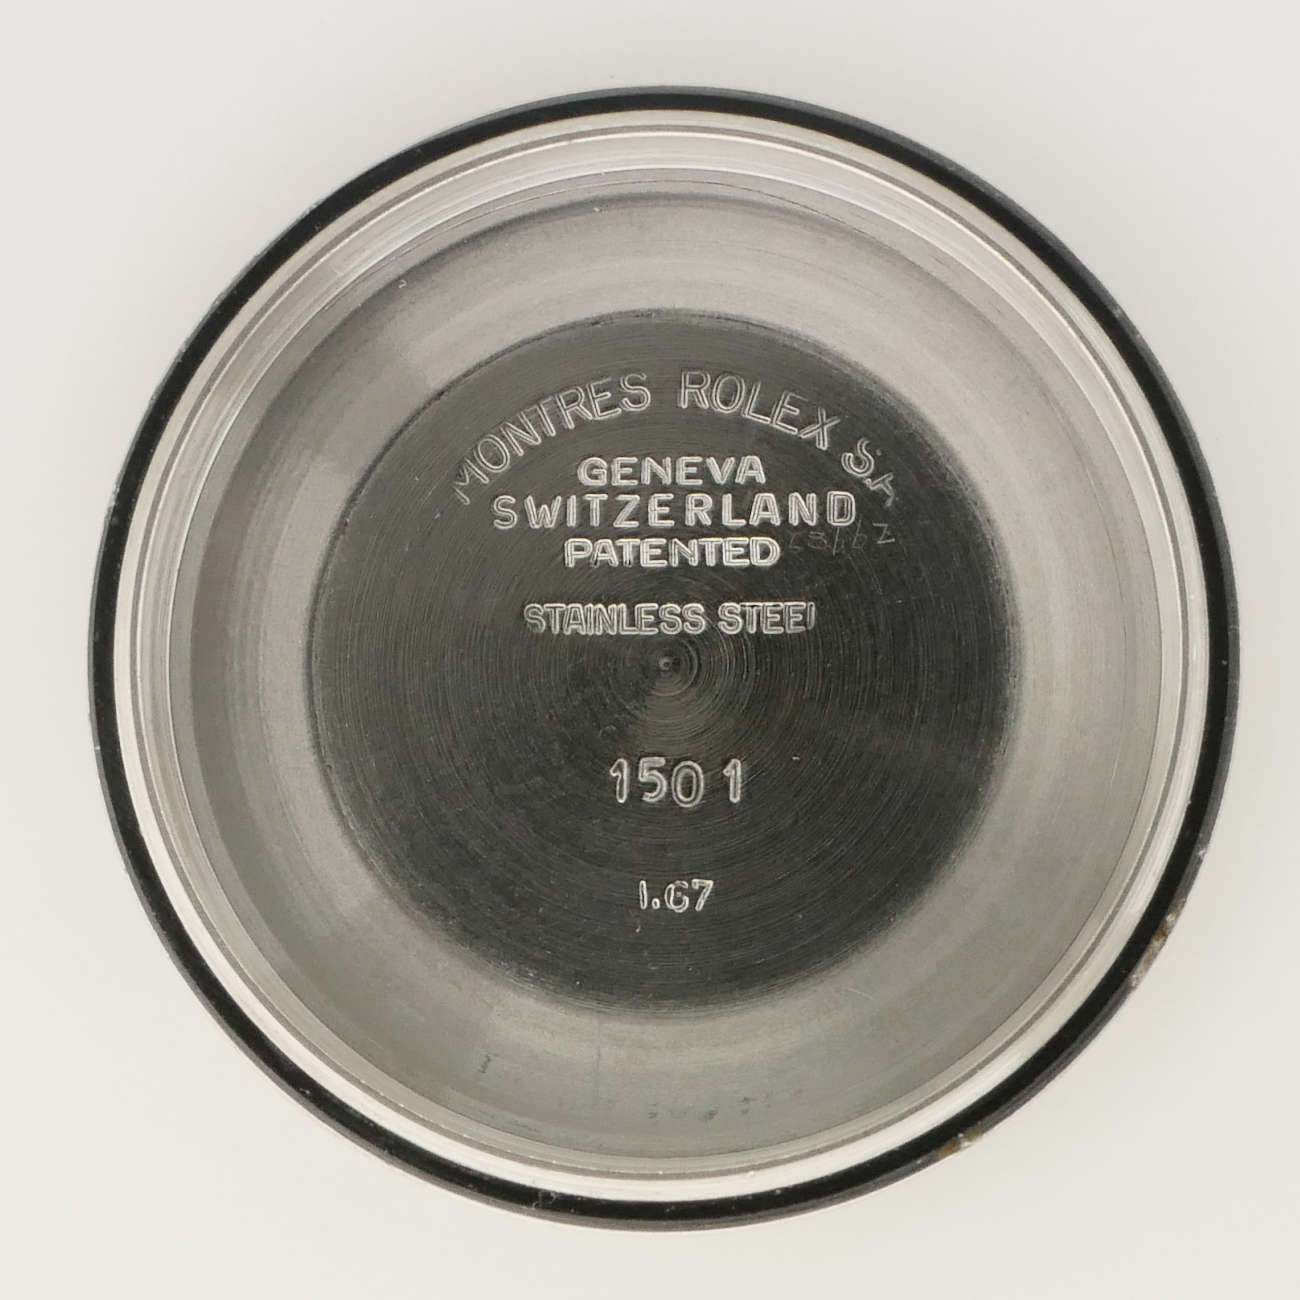 MONTRES ROLEX S.A
GENEVA
SWITZERLAND
PATENTED
STAINLESS STEEL
1501
I.67